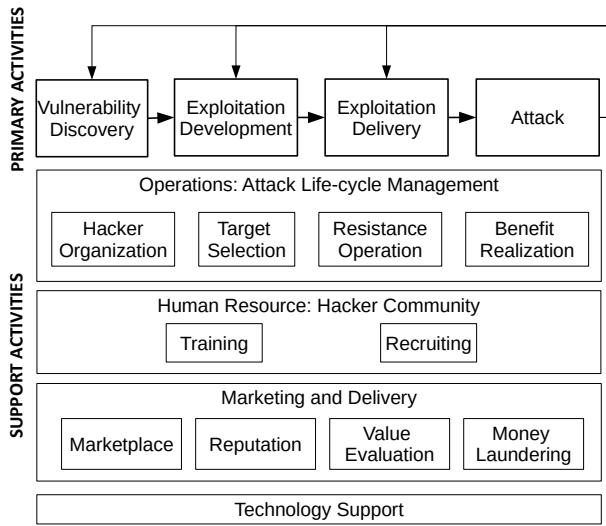 PRIMARY ACTIVITIES
Vulnerability
Discovery
Exploitation
Development
Exploitation
Delivery
Attack
SUPPORT ACTIVITIES
Operations: Attack Life-cycle Management
Hacker
Organization
Target
Selection
Resistance
Operation
Benefit
Realization
Human Resource: Hacker Community
Training
Recruiting
Marketing and Delivery
Marketplace
Reputation
Value
Evaluation
Money
Laundering
Technology Support